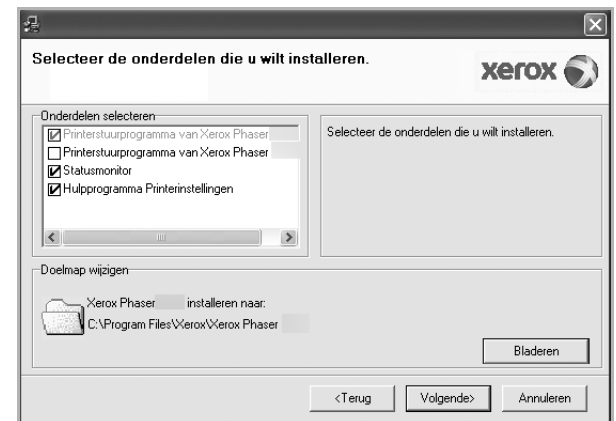 Selecteer de onderdelen die u wilt installeren.
xerox
Onderdelen selecteren
Printerstuurprogramma van Xerox Phaser
Printerstuurprogramma van Xerox Phaser
Statusmonitor
Hulpprogramma Printerinstellingen
Selecteer de onderdelen die u wilt installeren.
Doelmap wijzigen
Xerox Phaser installeren naar:
C:\Program Files\Xerox\Xerox Phaser
Bladeren
<Terug
Volgende>
Annuleren